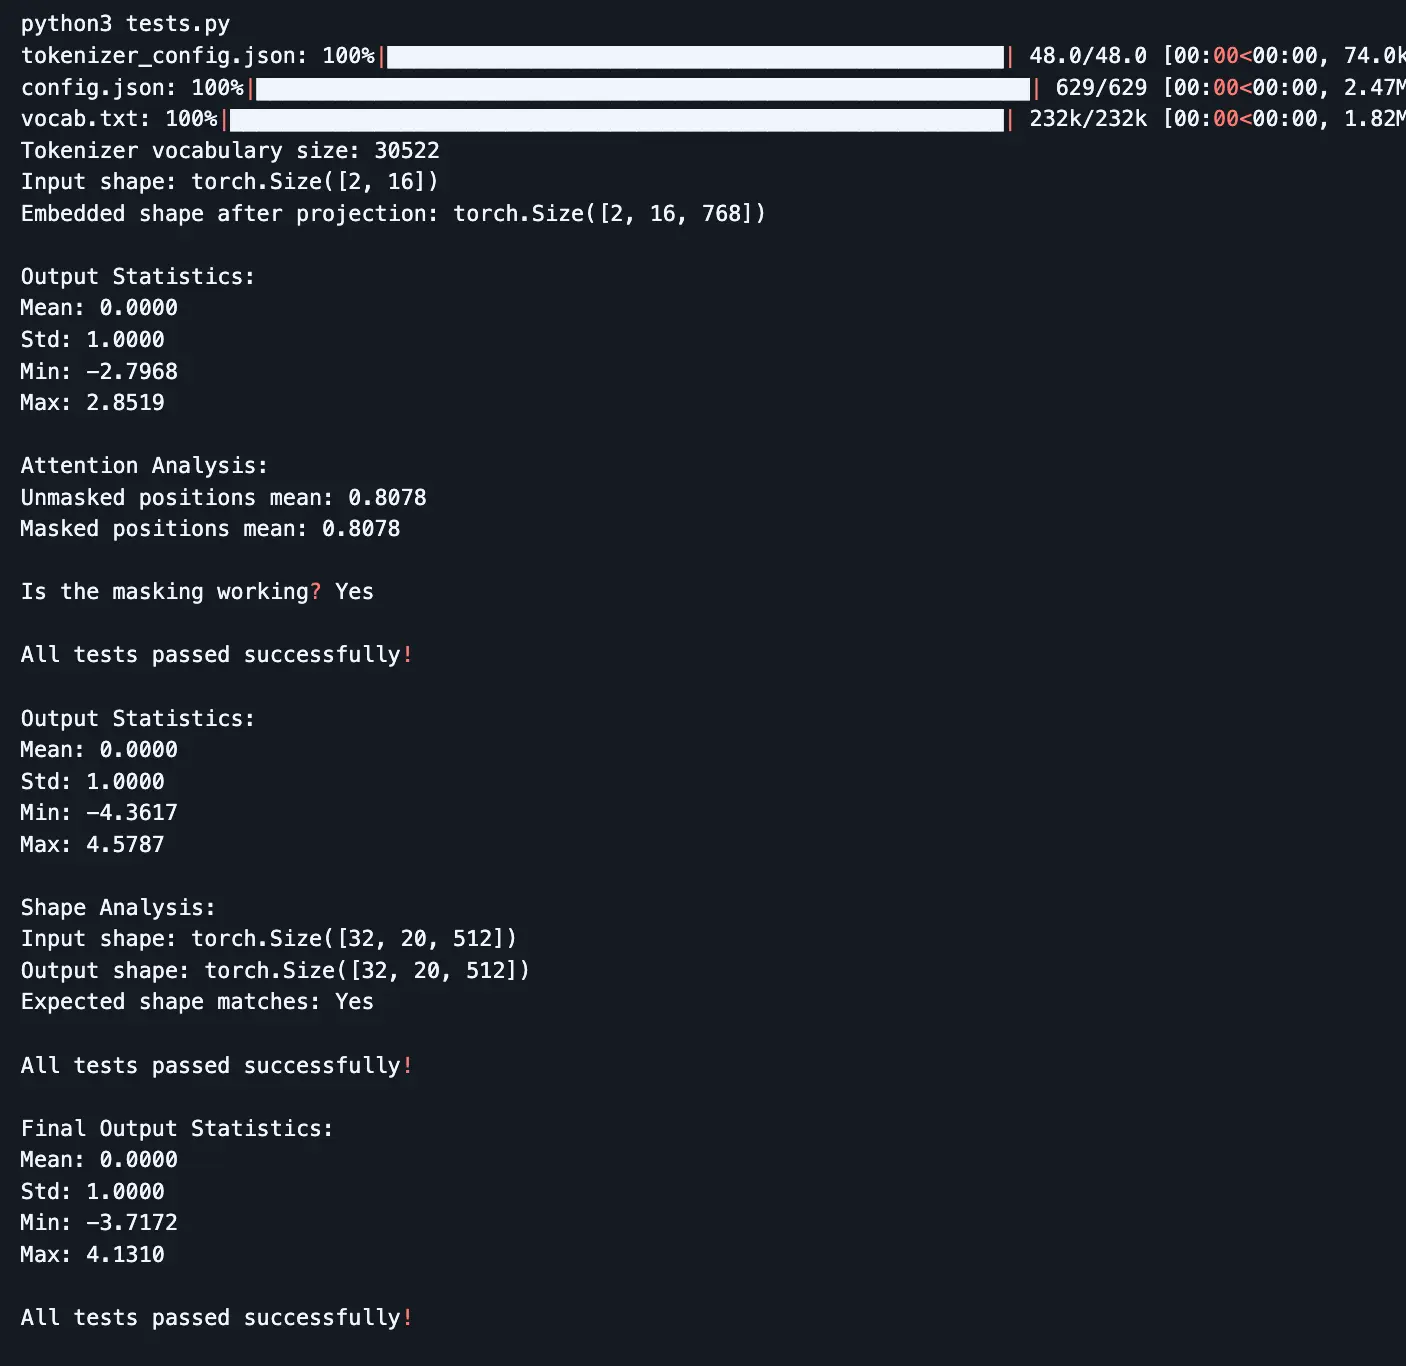 python3 tests.py
tokenizer_config.json: 100%|██████████| 48.0/48.0 [00:00<00:00, 74.0k
config.json: 100%|██████████| 629/629 [00:00<00:00, 2.47M
vocab.txt: 100%|██████████| 232k/232k [00:00<00:00, 1.82M
Tokenizer vocabulary size: 30522
Input shape: torch.Size([2, 16])
Embedded shape after projection: torch.Size([2, 16, 768])
Output Statistics:
Mean: 0.0000
Std: 1.0000
Min: -2.7968
Max: 2.8519
Attention Analysis:
Unmasked positions mean: 0.8078
Masked positions mean: 0.8078
Is the masking working? Yes
All tests passed successfully!
Output Statistics:
Mean: 0.0000
Std: 1.0000
Min: -4.3617
Max: 4.5787
Shape Analysis:
Input shape: torch.Size([32, 20, 512])
Output shape: torch.Size([32, 20, 512])
Expected shape matches: Yes
All tests passed successfully!
Final Output Statistics:
Mean: 0.0000
Std: 1.0000
Min: -3.7172
Max: 4.1310
All tests passed successfully!